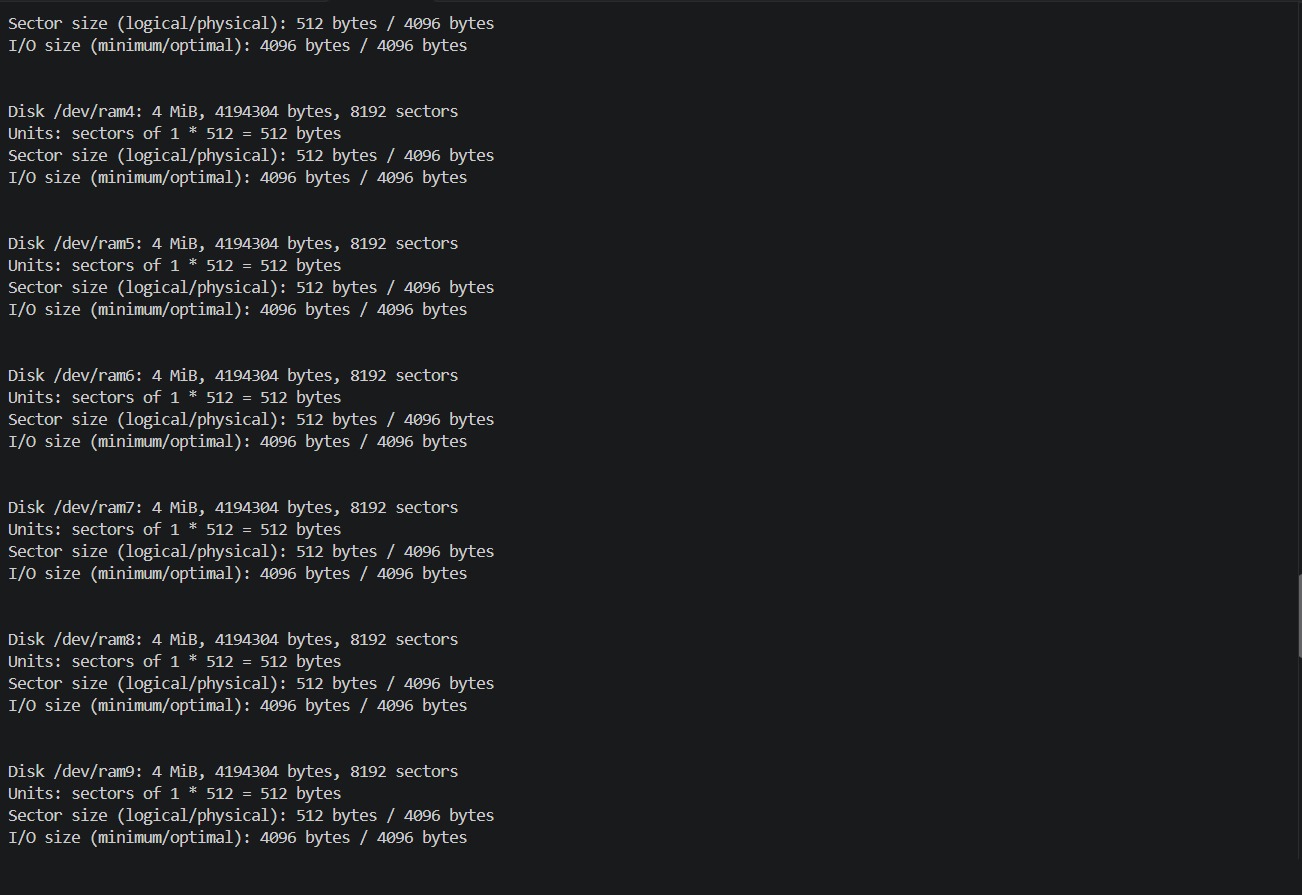 Sector size (logical/physical): 512 bytes / 4096 bytes
I/O size (minimum/optimal): 4096 bytes / 4096 bytes
Disk /dev/ram4: 4 MiB, 4194304 bytes, 8192 sectors
Units: sectors of 1 * 512 = 512 bytes
Sector size (logical/physical): 512 bytes / 4096 bytes
I/O size (minimum/optimal): 4096 bytes / 4096 bytes
Disk /dev/ram5: 4 MiB, 4194304 bytes, 8192 sectors
Units: sectors of 1 * 512 = 512 bytes
Sector size (logical/physical): 512 bytes / 4096 bytes
I/O size (minimum/optimal): 4096 bytes / 4096 bytes
Disk /dev/ram6: 4 MiB, 4194304 bytes, 8192 sectors
Units: sectors of 1 * 512 = 512 bytes
Sector size (logical/physical): 512 bytes / 4096 bytes
I/O size (minimum/optimal): 4096 bytes / 4096 bytes
Disk /dev/ram7: 4 MiB, 4194304 bytes, 8192 sectors
Units: sectors of 1 * 512 = 512 bytes
Sector size (logical/physical): 512 bytes / 4096 bytes
I/O size (minimum/optimal): 4096 bytes / 4096 bytes
Disk /dev/ram8: 4 MiB, 4194304 bytes, 8192 sectors
Units: sectors of 1 * 512 = 512 bytes
Sector size (logical/physical): 512 bytes / 4096 bytes
I/O size (minimum/optimal): 4096 bytes / 4096 bytes
Disk /dev/ram9: 4 MiB, 4194304 bytes, 8192 sectors
Units: sectors of 1 * 512 = 512 bytes
Sector size (logical/physical): 512 bytes / 4096 bytes
I/O size (minimum/optimal): 4096 bytes / 4096 bytes